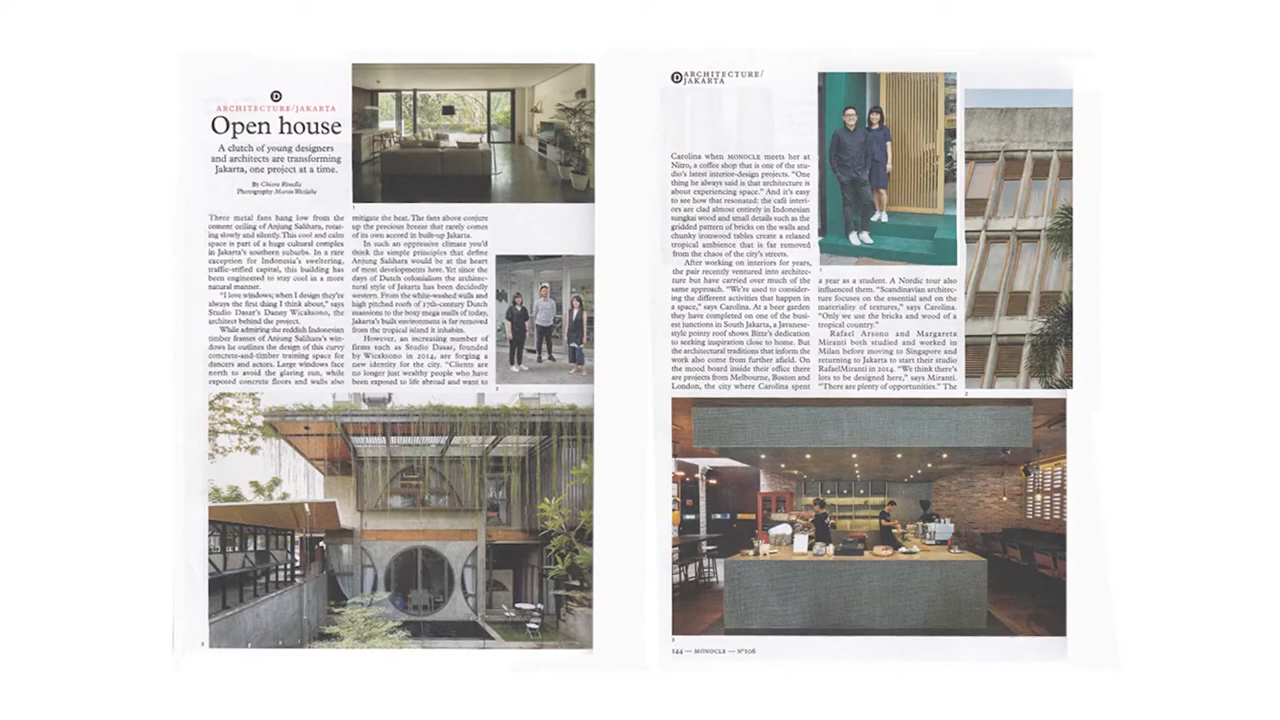 D
ARCHITECTURE/JAKARTA
Open house
A clutch of young designers
and architects are transforming
Jakarta, one project at a time.
By Chiara Rimella
Photography Martin Westlake
Three metal fans hang low from the
cement ceiling of Anjung Salihara, rotat-
ing slowly and silently. This cool and calm
space is part of a huge cultural complex
in Jakarta's southern suburbs. In a rare
exception for Indonesia's sweltering,
traffic-stifled capital, this building has
been engineered to stay cool in a more
natural manner.
"I love windows; when I design they're
always the first thing I think about," says
Studio Dasar's Danny Wicaksono, the
architect behind the project.
While admiring the reddish Indonesian
timber frames of Anjung Salihara's win-
dows he outlines the design of this curvy
concrete-and-timber training space for
dancers and actors. Large windows face
north to avoid the glaring sun, while
exposed concrete floors and walls also
1
mitigate the heat. The fans above conjure
up the precious breeze that rarely comes
of its own accord in built-up Jakarta.
In such an oppressive climate you'd
think the simple principles that define
Anjung Salihara would be at the heart
of most developments here. Yet since the
days of Dutch colonialism the architec-
tural style of Jakarta has been decidedly
western. From the white-washed walls and
high pitched roofs of 17th-century Dutch
mansions to the boxy mega malls of today,
Jakarta's built environment is far removed
from the tropical island it inhabits.
However, an increasing number of
firms such as Studio Dasar, founded
by Wicaksono in 2014, are forging a
new identity for the city. "Clients are
no longer just wealthy people who have
been exposed to life abroad and want to
2
3
D ARCHITECTURE/
JAKARTA
Carolina when MONOCLE meets her at
Nitro, a coffee shop that is one of the stu-
dio's latest interior-design projects. "One
thing he always said is that architecture is
about experiencing space." And it's easy
to see how that resonated: the café interi-
ors are clad almost entirely in Indonesian
sungkai wood and small details such as the
gridded pattern of bricks on the walls and
chunky ironwood tables create a relaxed
tropical ambience that is far removed
from the chaos of the city's streets.
After working on interiors for years,
the pair recently ventured into architec-
ture but have carried over much of the
same approach. "We're used to consider-
ing the different activities that happen in
a space," says Carolina. At a beer garden
they have completed on one of the busi-
est junctions in South Jakarta, a Javanese-
style pointy roof shows Bitte's dedication
to seeking inspiration close to home. But
the architectural traditions that inform the
work also come from further afield. On
the mood board inside their office there
are projects from Melbourne, Boston and
London, the city where Carolina spent
1
a year as a student. A Nordic tour also
influenced them. "Scandinavian architec-
ture focuses on the essential and on the
materiality of textures," says Carolina.
"Only we use the bricks and wood of a
tropical country."
Rafael Arsono and Margareta
Miranti both studied and worked in
Milan before moving to Singapore and
returning to Jakarta to start their studio
RafaelMiranti in 2014. "We think there's
lots to be designed here," says Miranti.
"There are plenty of opportunities." The
2
3
144 — MONOCLE — Nº106